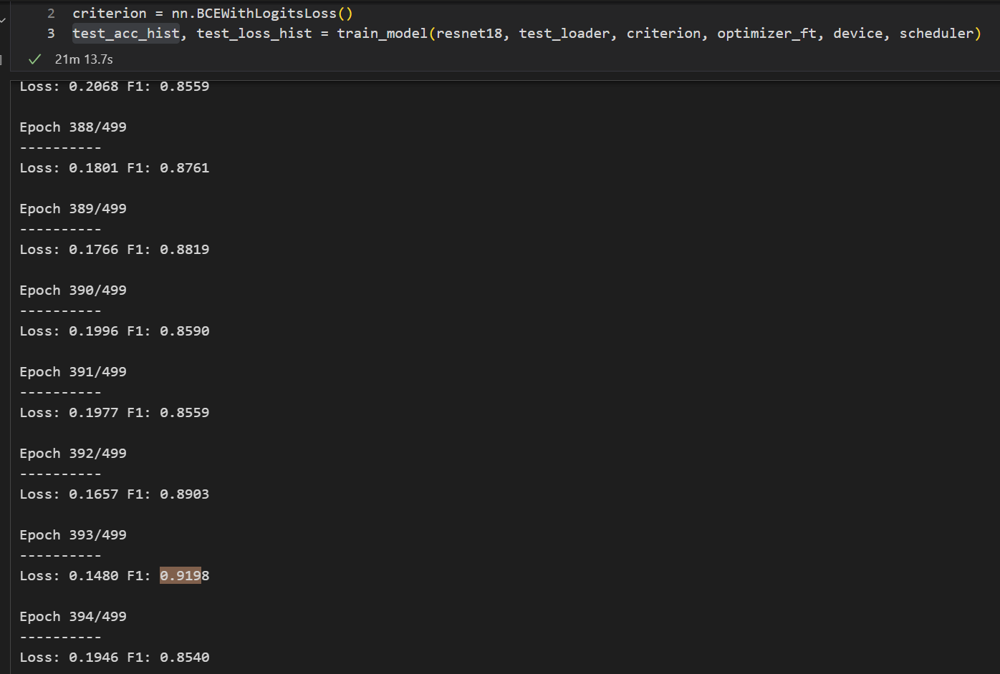 2 criterion = nn.BCEWithLogitsLoss()
3 test_acc_hist, test_loss_hist = train_model(resnet18, test_loader, criterion, optimizer_ft, device, scheduler)
21m 13.7s
Loss: 0.2068 F1: 0.8559
Epoch 388/499
----------
Loss: 0.1801 F1: 0.8761
Epoch 389/499
----------
Loss: 0.1766 F1: 0.8819
Epoch 390/499
----------
Loss: 0.1996 F1: 0.8590
Epoch 391/499
----------
Loss: 0.1977 F1: 0.8559
Epoch 392/499
----------
Loss: 0.1657 F1: 0.8903
Epoch 393/499
----------
Loss: 0.1480 F1: 0.9198
Epoch 394/499
----------
Loss: 0.1946 F1: 0.8540